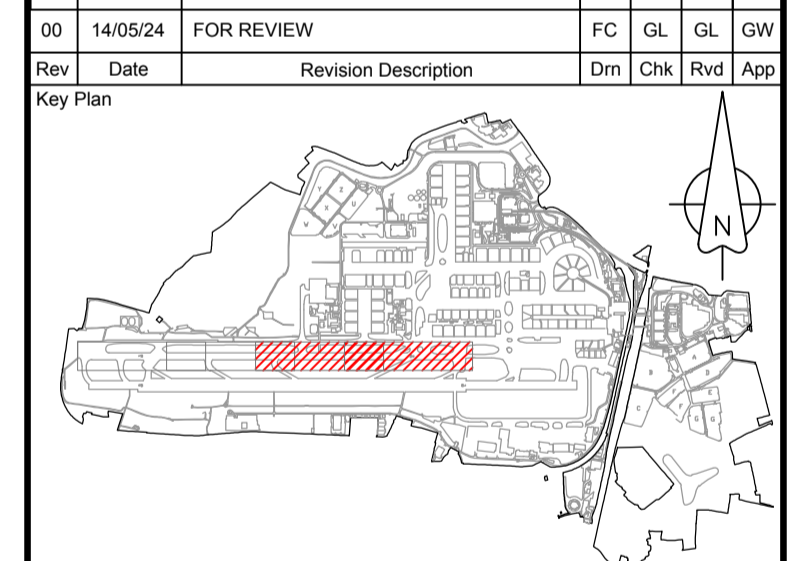 00 14/05/24 FOR REVIEW FC GL GL GW
Rev Date Revision Description Drn Chk Rvd App
Key Plan
N
Y Z
X U
W V
A
B D
F E
C F G G